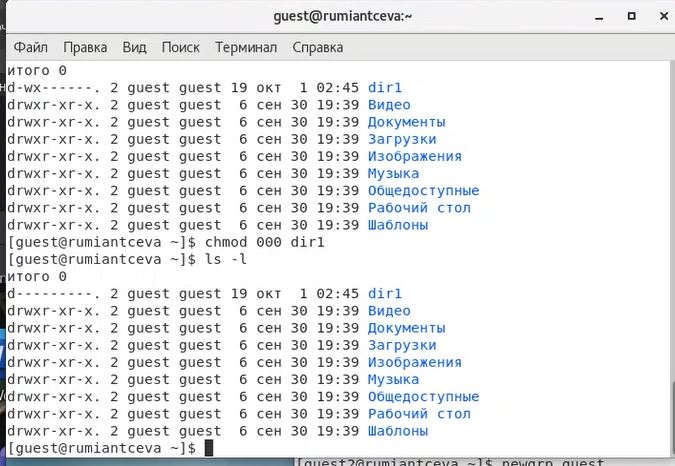 guest@rumiantceva:~
Файл Правка Вид Поиск Терминал Справка
итого 0
d-wx------. 2 guest guest 19 окт  1 02:45 dir1
drwxr-xr-x. 2 guest guest  6 сен 30 19:39 Видео
drwxr-xr-x. 2 guest guest  6 сен 30 19:39 Документы
drwxr-xr-x. 2 guest guest  6 сен 30 19:39 Загрузки
drwxr-xr-x. 2 guest guest  6 сен 30 19:39 Изображения
drwxr-xr-x. 2 guest guest  6 сен 30 19:39 Музыка
drwxr-xr-x. 2 guest guest  6 сен 30 19:39 Общедоступные
drwxr-xr-x. 2 guest guest  6 сен 30 19:39 Рабочий стол
drwxr-xr-x. 2 guest guest  6 сен 30 19:39 Шаблоны
[guest@rumiantceva ~]$ chmod 000 dir1
[guest@rumiantceva ~]$ ls -l
итого 0
d---------. 2 guest guest 19 окт  1 02:45 dir1
drwxr-xr-x. 2 guest guest  6 сен 30 19:39 Видео
drwxr-xr-x. 2 guest guest  6 сен 30 19:39 Документы
drwxr-xr-x. 2 guest guest  6 сен 30 19:39 Загрузки
drwxr-xr-x. 2 guest guest  6 сен 30 19:39 Изображения
drwxr-xr-x. 2 guest guest  6 сен 30 19:39 Музыка
drwxr-xr-x. 2 guest guest  6 сен 30 19:39 Общедоступные
drwxr-xr-x. 2 guest guest  6 сен 30 19:39 Рабочий стол
drwxr-xr-x. 2 guest guest  6 сен 30 19:39 Шаблоны
[guest@rumiantceva ~]$
[guest2@rumiantceva ~]$ newgrp guest